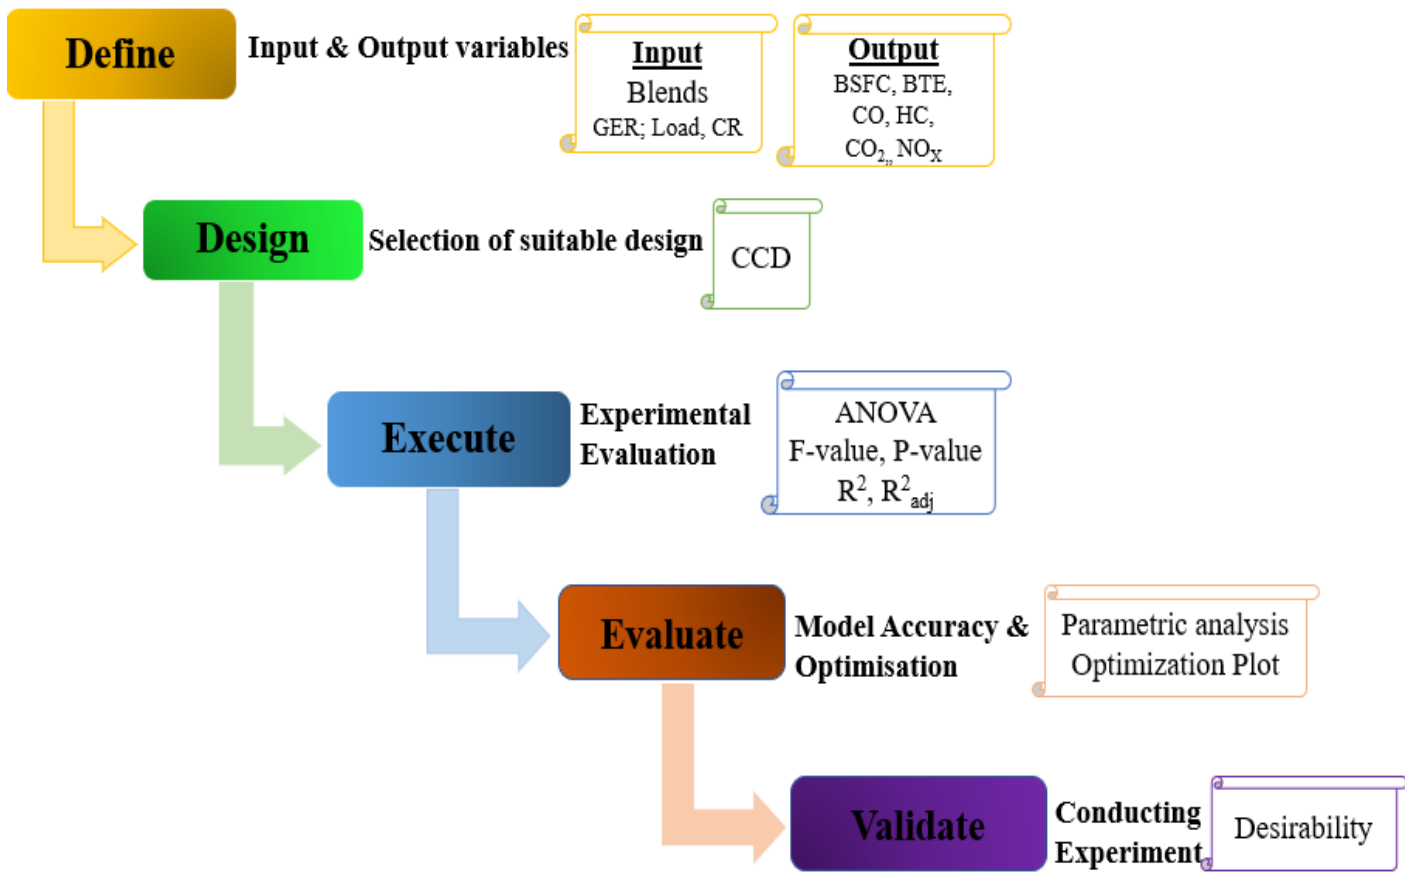 Define
Input & Output variables
Input
Blends
GER; Load, CR
Output
BSFC, BTE,
CO, HC,
CO₂,, NOₓ
Design
Selection of suitable design
CCD
Execute
Experimental
Evaluation
ANOVA
F-value, P-value
R², R²adj
Evaluate
Model Accuracy &
Optimisation
Parametric analysis
Optimization Plot
Validate
Conducting
Experiment
Desirability